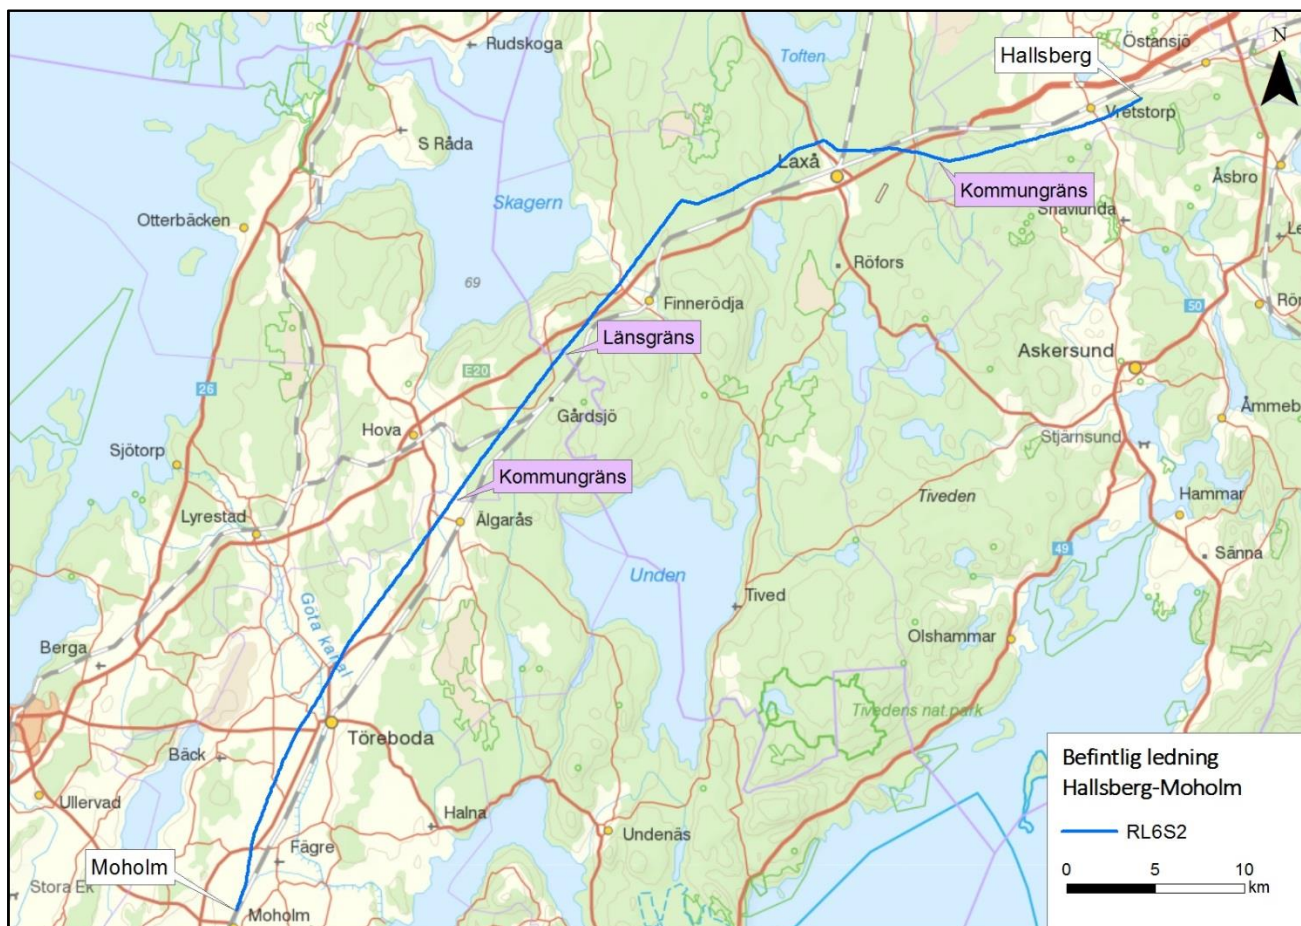 Rudskoga
Toften
Östansjö
N
Hallsberg
Vretstorp
S Råda
Laxå
Åsbro
Kommungräns
Skagern
Otterbäcken
Snavlunda
Röfors
69
Finnerödja
50
Länsgräns
Askersund
E20
26
Gårdsjö
Hova
Stjärnsund
Sjötorp
Kommungräns
Tiveden
Hammar
Lyrestad
Älgarås
49
Sänna
Unden
Göta kanal
Tived
Olshammar
Berga
Tivedens nat.park
Töreboda
Bäck
Befintlig ledning
Hallsberg-Moholm
Ullervad
Halna
Undenäs
RL6S2
Fägre
Moholm
0 5 10
km
Stora Ek
Moholm